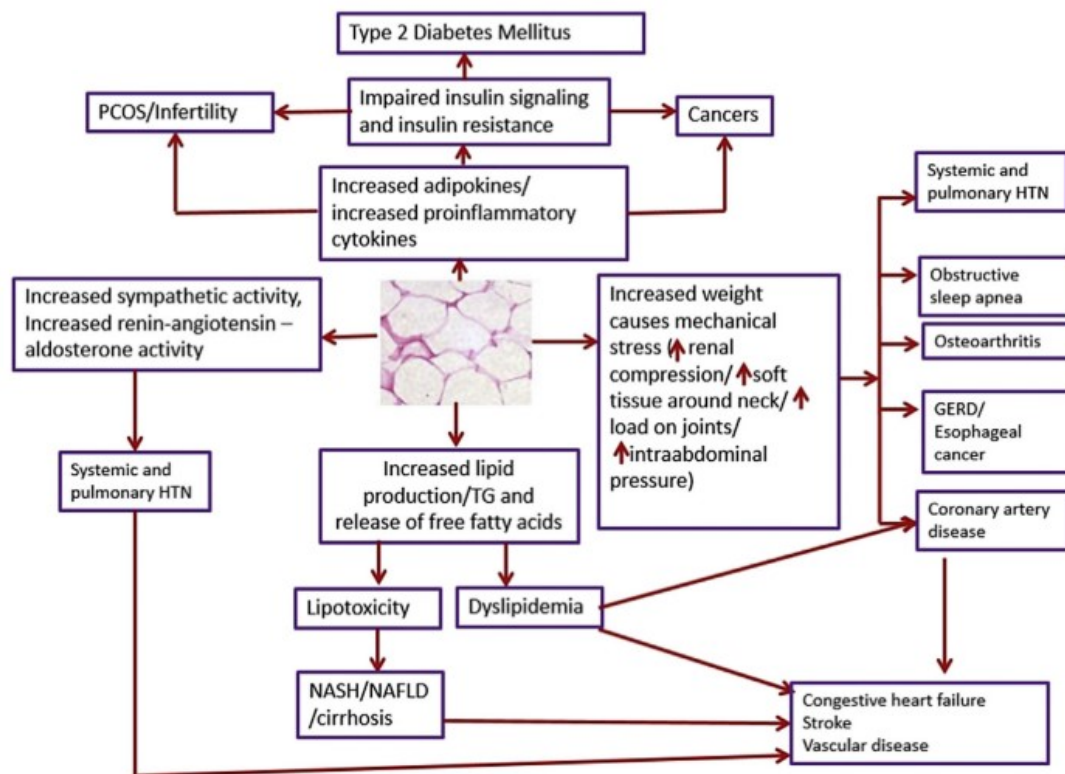 Type 2 Diabetes Mellitus
PCOS/Infertility
Impaired insulin signaling
and insulin resistance
Cancers
Increased adipokines/
increased proinflammatory
cytokines
Increased sympathetic activity,
Increased renin-angiotensin –
aldosterone activity
Systemic and
pulmonary HTN
Increased lipid
production/TG and
release of free fatty acids
Lipotoxicity
Dyslipidemia
NASH/NAFLD
/cirrhosis
Increased weight
causes mechanical
stress (↑ renal
compression/ ↑soft
tissue around neck/ ↑
load on joints/
↑intraabdominal
pressure)
Systemic and
pulmonary HTN
Obstructive
sleep apnea
Osteoarthritis
GERD/
Esophageal
cancer
Coronary artery
disease
Congestive heart failure
Stroke
Vascular disease